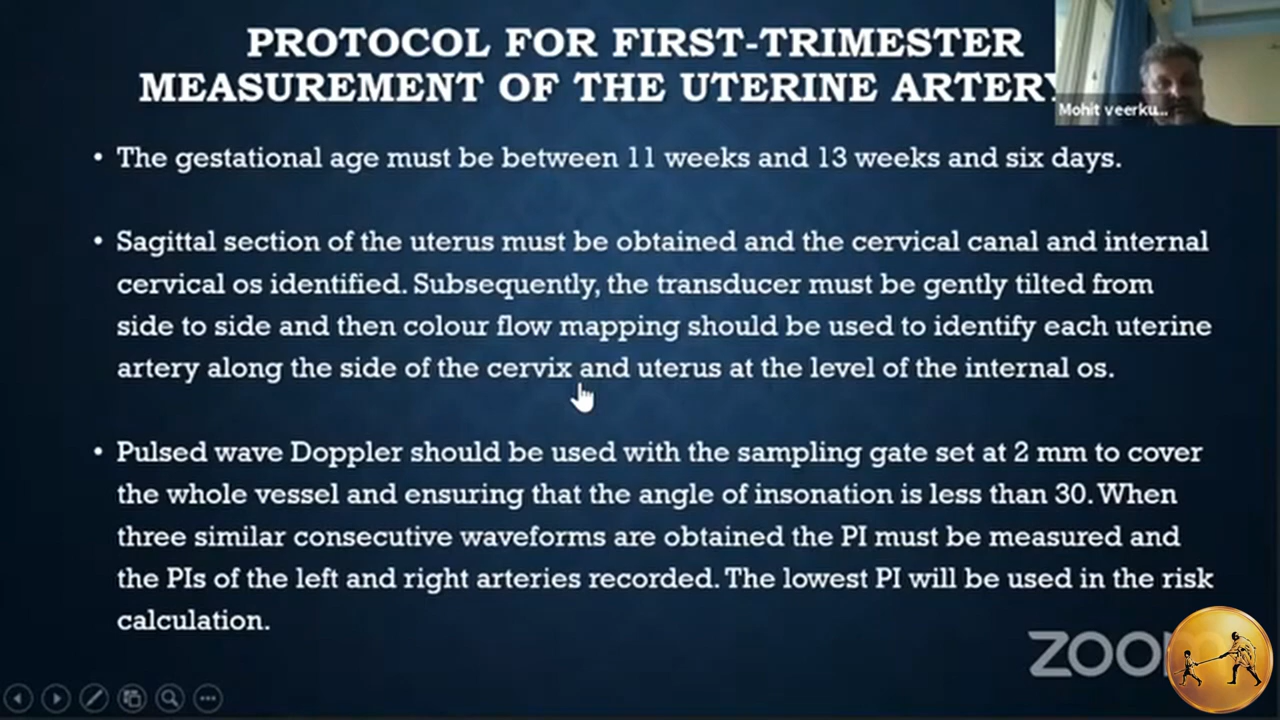 PROTOCOL FOR FIRST-TRIMESTER
MEASUREMENT OF THE UTERINE ARTERY
Mohit veerku...
• The gestational age must be between 11 weeks and 13 weeks and six days.
• Sagittal section of the uterus must be obtained and the cervical canal and internal
cervical os identified. Subsequently, the transducer must be gently tilted from
side to side and then colour flow mapping should be used to identify each uterine
artery along the side of the cervix and uterus at the level of the internal os.
• Pulsed wave Doppler should be used with the sampling gate set at 2 mm to cover
the whole vessel and ensuring that the angle of insonation is less than 30. When
three similar consecutive waveforms are obtained the PI must be measured and
the PIs of the left and right arteries recorded. The lowest PI will be used in the risk
calculation.
zoom